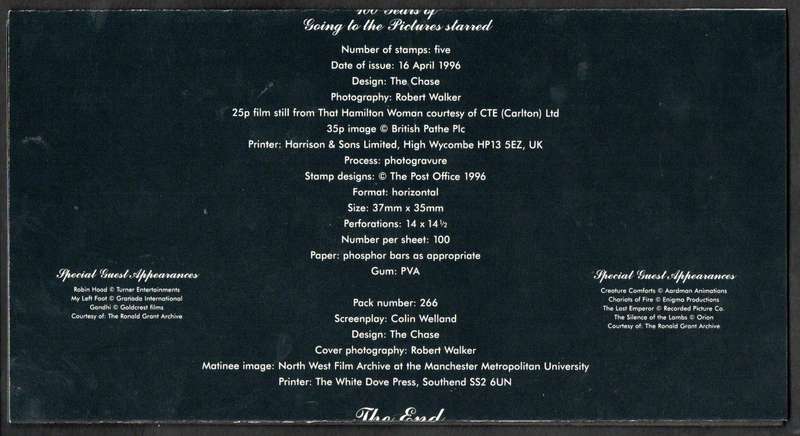 100 Years of
Going to the Pictures starred
Number of stamps: five
Date of issue: 16 April 1996
Design: The Chase
Photography: Robert Walker
25p film still from That Hamilton Woman courtesy of CTE (Carlton) Ltd
35p image © British Pathe Plc
Printer: Harrison & Sons Limited, High Wycombe HP13 5EZ, UK
Process: photogravure
Stamp designs: © The Post Office 1996
Format: horizontal
Size: 37mm x 35mm
Perforations: 14 x 14½
Number per sheet: 100
Paper: phosphor bars as appropriate
Gum: PVA
Special Guest Appearances
Robin Hood © Turner Entertainments
My Left Foot © Granada International
Gandhi © Goldcrest films
Courtesy of: The Ronald Grant Archive
Special Guest Appearances
Creature Comforts © Aardman Animations
Chariots of Fire © Enigma Productions
The Last Emperor © Recorded Picture Co.
The Silence of the Lambs © Orion
Courtesy of: The Ronald Grant Archive
Pack number: 266
Screenplay: Colin Welland
Design: The Chase
Cover photography: Robert Walker
Matinee image: North West Film Archive at the Manchester Metropolitan University
Printer: The White Dove Press, Southend SS2 6UN
The End